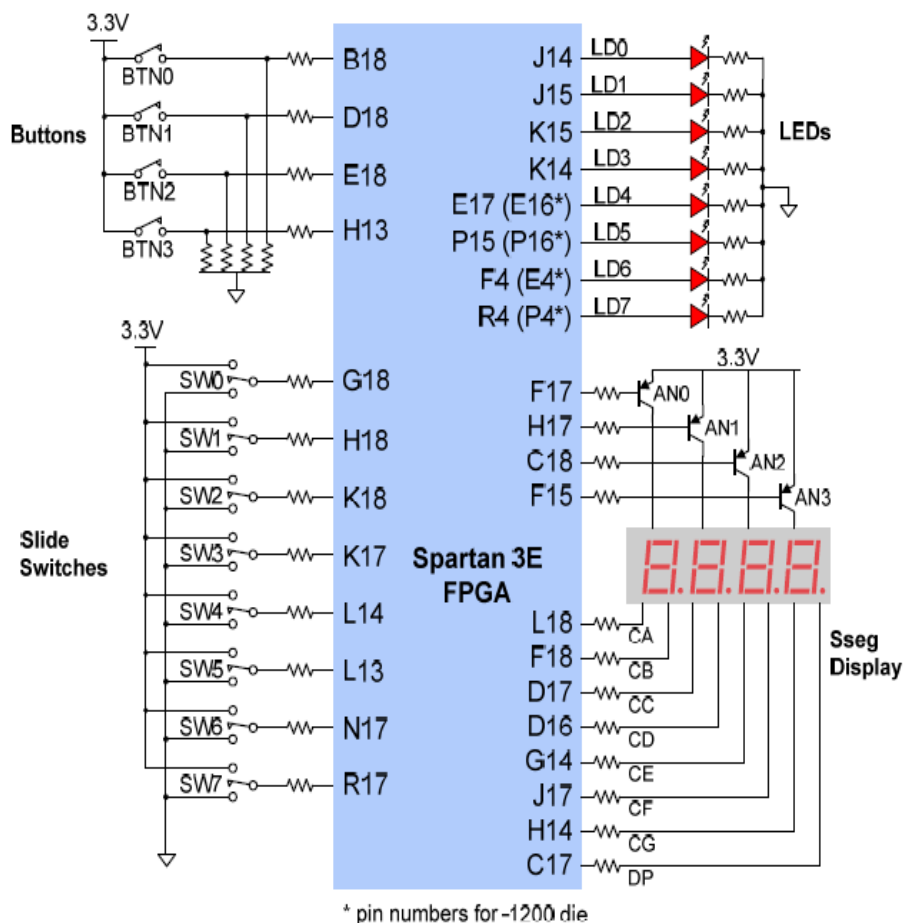 3.3V
BTN0
BTN1
BTN2
BTN3
Buttons
B18
D18
E18
H13
J14 LD0
J15 LD1
K15 LD2
K14 LD3
E17 (E16*) LD4
P15 (P16*) LD5
F4 (E4*) LD6
R4 (P4*) LD7
LEDs
3.3V
SW0 G18
SW1 H18
SW2 K18
SW3 K17
SW4 L14
SW5 L13
SW6 N17
SW7 R17
Slide
Switches
Spartan 3E
FPGA
3.3V
F17 AN0
H17 AN1
C18 AN2
F15 AN3
8.8.8.8.
L18 CA
F18 CB
D17 CC
D16 CD
G14 CE
J17 CF
H14 CG
C17 DP
Sseg
Display
* pin numbers for -1200 die